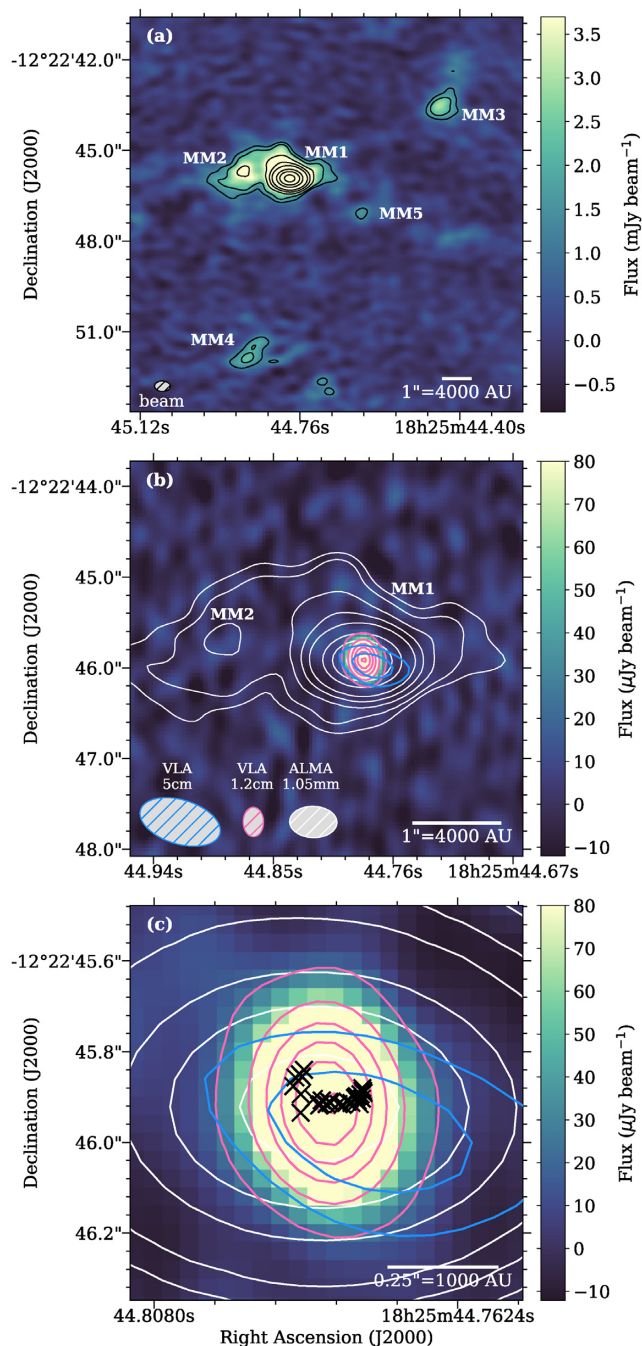 (a)
-12°22'42.0"
45.0"
48.0"
51.0"
Declination (J2000)
MM3
MM2
MM1
MM5
MM4
beam
1"=4000 AU
45.12s
44.76
18h25m44.40s
3.5
3.0
2.5
2.0
1.5
1.0
0.5
0.0
−0.5
Flux (mJy beam⁻¹)
(b)
-12°22'44.0"
45.0"
46.0"
47.0"
48.0"
Declination (J2000)
MM1
MM2
VLA
5cm
VLA
1.2cm
ALMA
1.05mm
1"=4000 AU
44.94s
44.85
44.76
18h25m44.67s
80
70
60
50
40
30
20
10
0
−10
Flux (μJy beam⁻¹)
(c)
-12°22'45.6"
45.8"
46.0"
46.2"
Declination (J2000)
0.25"=1000 AU
44.8080s
18h25m44.7624s
Right Ascension (J2000)
80
70
60
50
40
30
20
10
0
−10
Flux (μJy beam⁻¹)